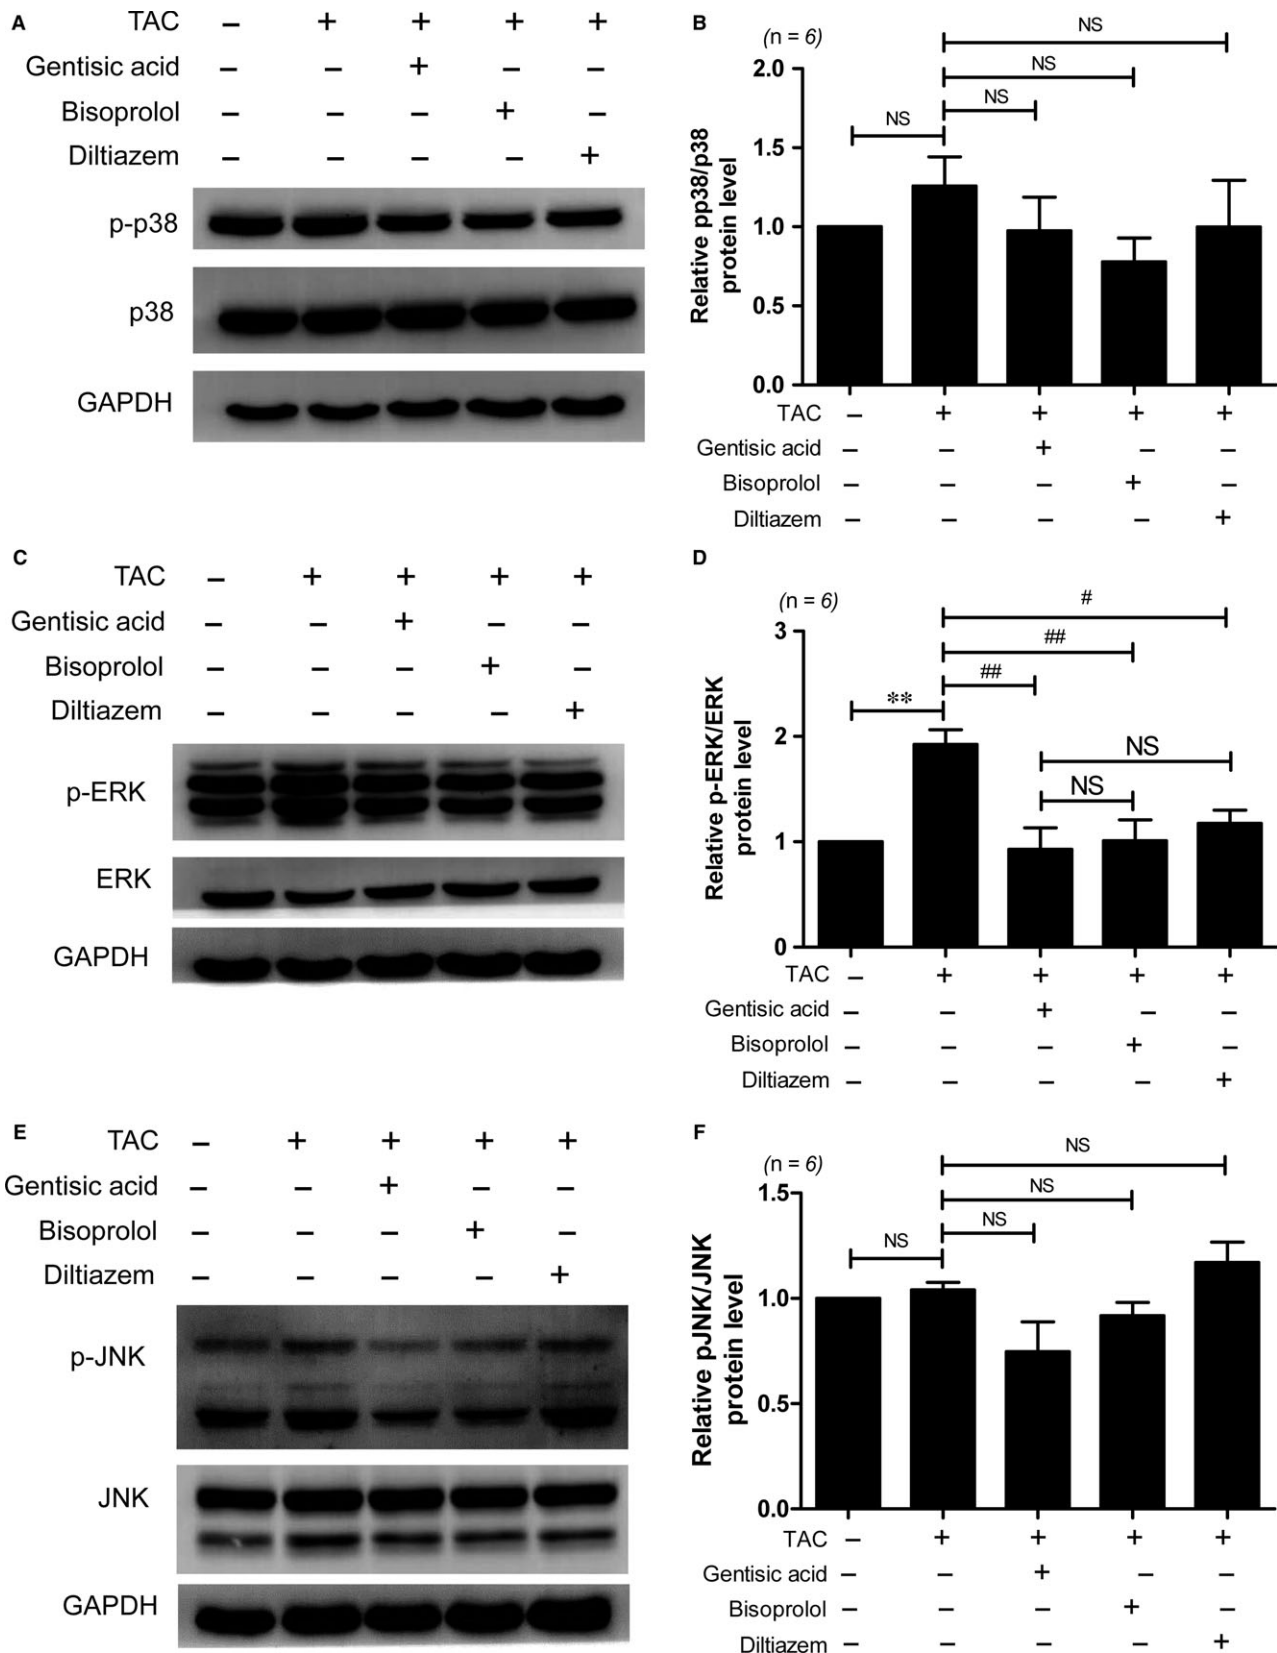 A
TAC – + + + +
Gentisic acid – – + – –
Bisoprolol – – – + –
Diltiazem – – – – +
p-p38
p38
GAPDH
B
(n = 6)
NS
NS
NS
NS
Relative pp38/p38
protein level
2.0
1.5
1.0
0.5
0.0
TAC – + + + +
Gentisic acid – – + – –
Bisoprolol – – – + –
Diltiazem – – – – +
C
TAC – + + + +
Gentisic acid – – + – –
Bisoprolol – – – + –
Diltiazem – – – – +
p-ERK
ERK
GAPDH
D
(n = 6)
#
##
##
**
NS
NS
Relative p-ERK/ERK
protein level
3
2
1
0
TAC – + + + +
Gentisic acid – – + – –
Bisoprolol – – – + –
Diltiazem – – – – +
E
TAC – + + + +
Gentisic acid – – + – –
Bisoprolol – – – + –
Diltiazem – – – – +
p-JNK
JNK
GAPDH
F
(n = 6)
NS
NS
NS
NS
Relative pJNK/JNK
protein level
1.5
1.0
0.5
0.0
TAC – + + + +
Gentisic acid – – + – –
Bisoprolol – – – + –
Diltiazem – – – – +